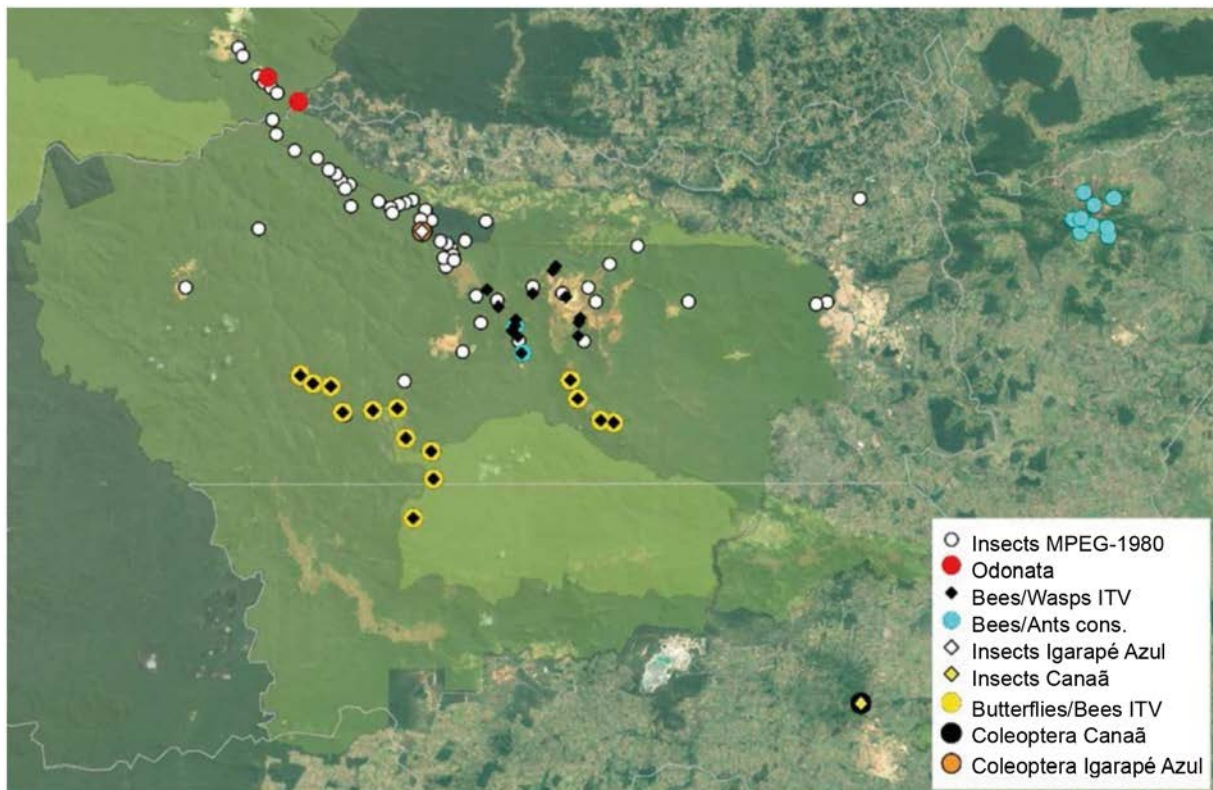 Insects MPEG-1980
Odonata
Bees/Wasps ITV
Bees/Ants cons.
Insects Igarapé Azul
Insects Canaã
Butterflies/Bees ITV
Coleoptera Canaã
Coleoptera Igarapé Azul